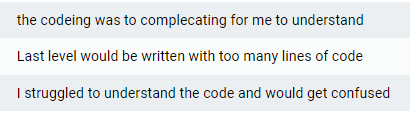 the codeing was to complecating for me to understand
Last level would be written with too many lines of code
I struggled to understand the code and would get confused